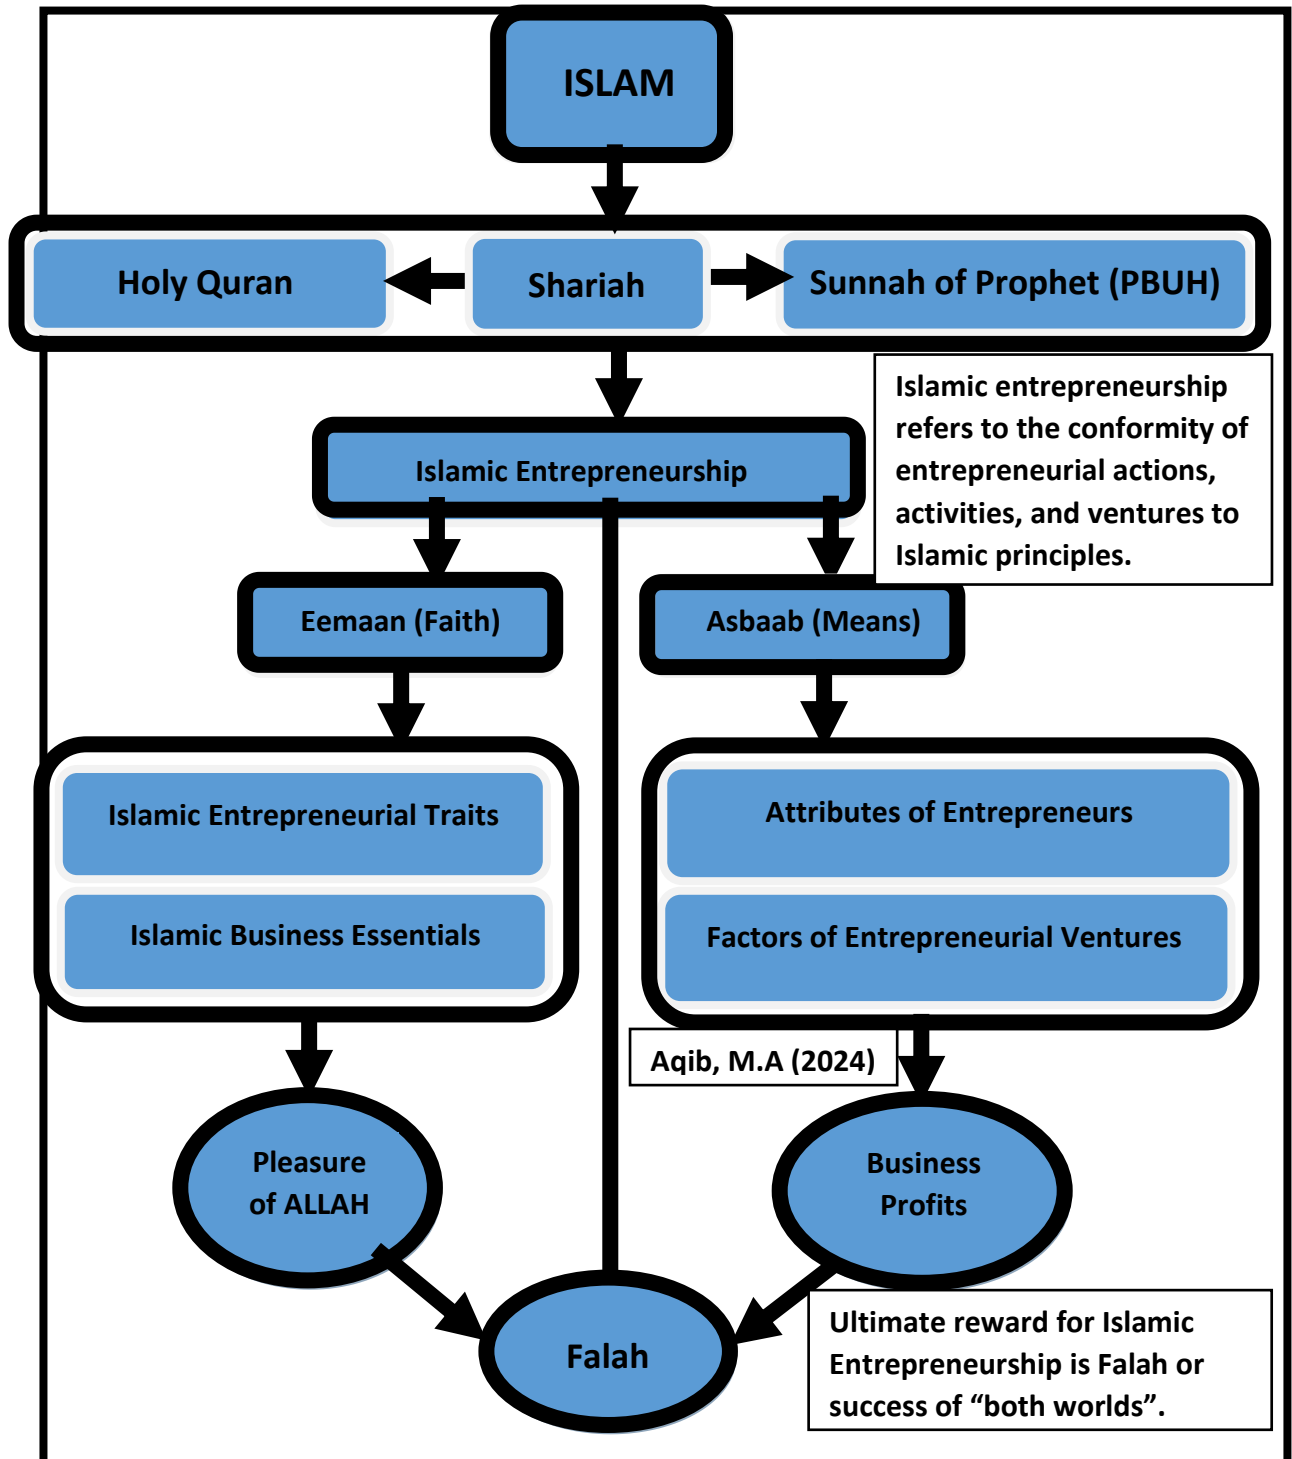 ISLAM
Holy Quran
Shariah
Sunnah of Prophet (PBUH)
Islamic entrepreneurship
refers to the conformity of
entrepreneurial actions,
activities, and ventures to
Islamic principles.
Islamic Entrepreneurship
Eemaan (Faith)
Asbaab (Means)
Islamic Entrepreneurial Traits
Islamic Business Essentials
Attributes of Entrepreneurs
Factors of Entrepreneurial Ventures
Aqib, M.A (2024)
Pleasure
of ALLAH
Business
Profits
Falah
Ultimate reward for Islamic
Entrepreneurship is Falah or
success of “both worlds”.